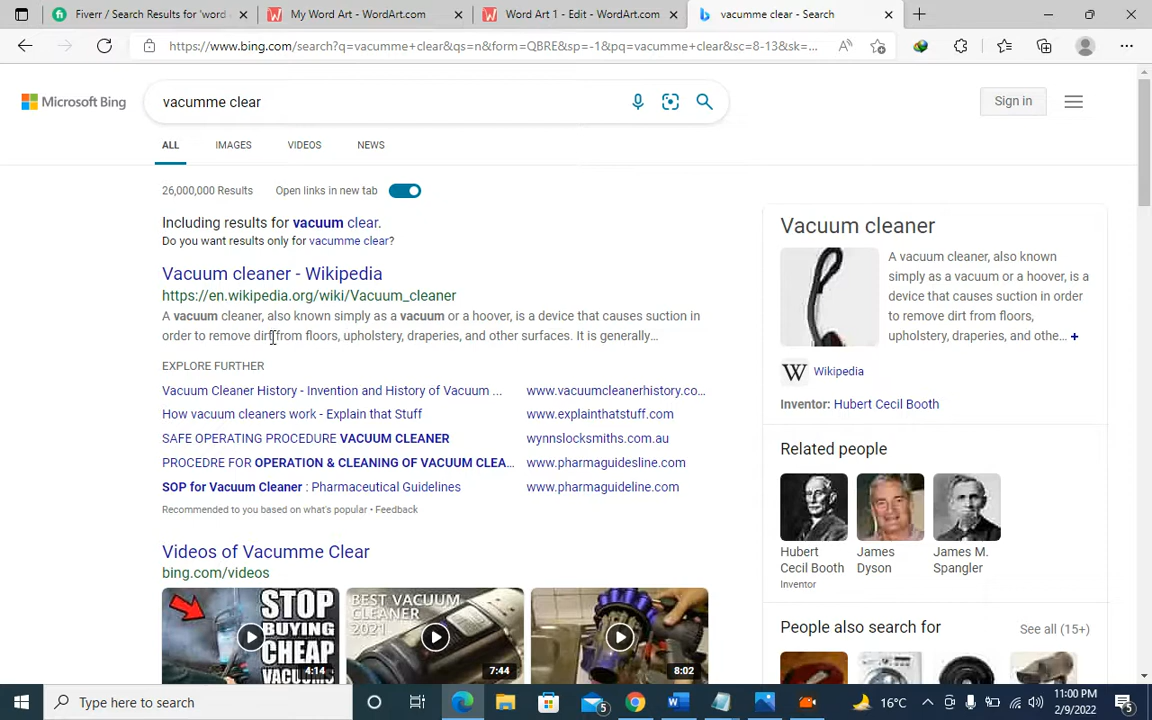 Fiverr / Search Results for 'word
My Word Art - WordArt.com
Word Art 1 - Edit - WordArt.com
vacumme clear - Search
https://www.bing.com/search?q=vacumme+clear&qs=n&form=QBRE&sp=-1&pq=vacumme+clear&sc=8-13&sk=...
Microsoft Bing
vacumme clear
Sign in
ALL
IMAGES
VIDEOS
NEWS
26,000,000 Results
Open links in new tab
Including results for vacuum clear.
Do you want results only for vacumme clear?
Vacuum cleaner - Wikipedia
https://en.wikipedia.org/wiki/Vacuum_cleaner
A vacuum cleaner, also known simply as a vacuum or a hoover, is a device that causes suction in
order to remove dirt from floors, upholstery, draperies, and other surfaces. It is generally...
EXPLORE FURTHER
Vacuum Cleaner History - Invention and History of Vacuum ...
www.vacuumcleanerhistory.co...
How vacuum cleaners work - Explain that Stuff
www.explainthatstuff.com
SAFE OPERATING PROCEDURE VACUUM CLEANER
wynnslocksmiths.com.au
PROCEDRE FOR OPERATION & CLEANING OF VACUUM CLEA...
www.pharmaguidesline.com
SOP for Vacuum Cleaner : Pharmaceutical Guidelines
www.pharmaguideline.com
Recommended to you based on what's popular • Feedback
Videos of Vacumme Clear
bing.com/videos
STOP
BUYING
CHEAP
VACUUMS
4:14
BEST VACUUM
CLEANER
2021
7:44
8:02
Vacuum cleaner
A vacuum cleaner, also known
simply as a vacuum or a hoover, is a
device that causes suction in order
to remove dirt from floors,
upholstery, draperies, and othe... +
W
Wikipedia
Inventor: Hubert Cecil Booth
Related people
Hubert
Cecil Booth
Inventor
James
Dyson
James M.
Spangler
People also search for
See all (15+)
Type here to search
5
16°C
11:00 PM
2/9/2022
5